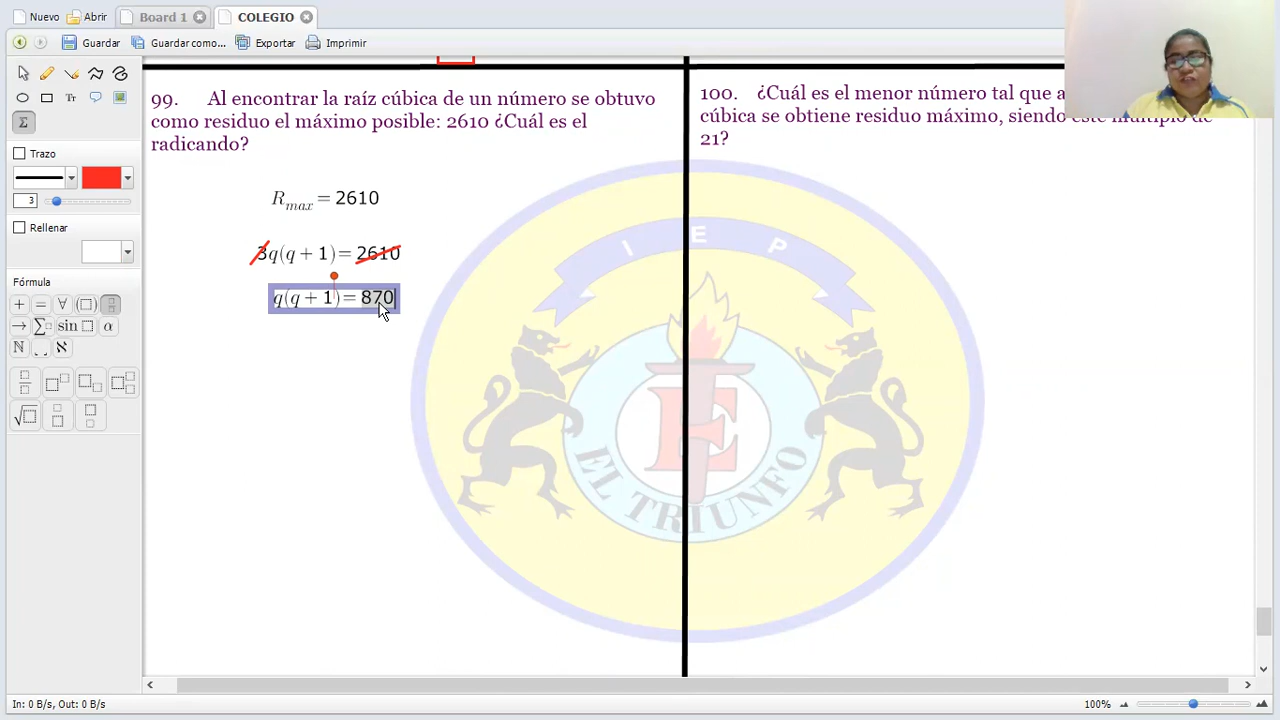 Nuevo Abrir Board 1 COLEGIO
Guardar Guardar como... Exportar Imprimir
99. Al encontrar la raíz cúbica de un número se obtuvo
como residuo el máximo posible: 2610 ¿Cuál es el
radicando?
R_max = 2610
3q(q + 1) = 2610
q(q + 1) = 870
100. ¿Cuál es el menor número tal que a
cúbica se obtiene residuo máximo, siendo este múltiplo de
21?
Tr
Σ
Trazo
3
Rellenar
Fórmula
+ = ∀ (□)
→ Σ sin □ α
ℕ ℵ
I E P
E
EL TRIUNFO
In: 0 B/s, Out: 0 B/s
100%